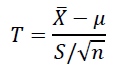 T = (X̄ − μ) / (S/√n)